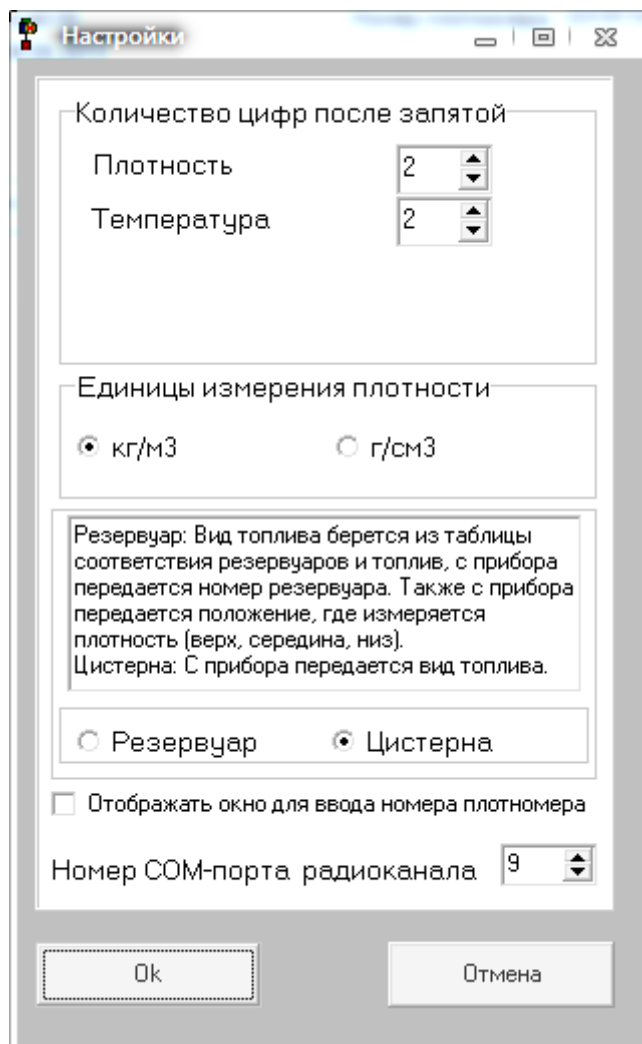 Настройки
Количество цифр после запятой
Плотность 2
Температура 2
Единицы измерения плотности
кг/м3 г/см3
Резервуар: Вид топлива берется из таблицы
соответствия резервуаров и топлив, с прибора
передается номер резервуара. Также с прибора
передается положение, где измеряется
плотность (верх, середина, низ).
Цистерна: С прибора передается вид топлива.
Резервуар Цистерна
Отображать окно для ввода номера плотномера
Номер COM-порта радиоканала 9
Ok Отмена